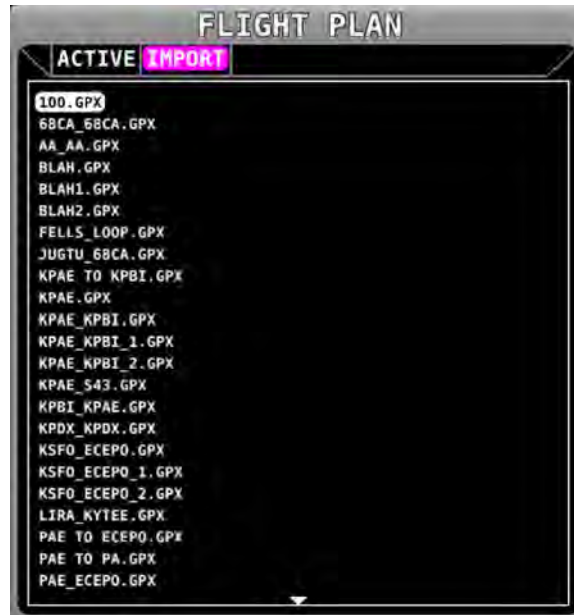 FLIGHT PLAN
ACTIVE IMPORT
100.GPX
68CA_68CA.GPX
AA_AA.GPX
BLAH.GPX
BLAH1.GPX
BLAH2.GPX
FELLS_LOOP.GPX
JUGTU_68CA.GPX
KPAE TO KPBI.GPX
KPAE.GPX
KPAE_KPBI.GPX
KPAE_KPBI_1.GPX
KPAE_KPBI_2.GPX
KPAE_S43.GPX
KPBI_KPAE.GPX
KPDX_KPDX.GPX
KSFO_ECEPO.GPX
KSFO_ECEPO_1.GPX
KSFO_ECEPO_2.GPX
LIRA_KYTEE.GPX
PAE TO ECEPO.GPX
PAE TO PA.GPX
PAE_ECEPO.GPX